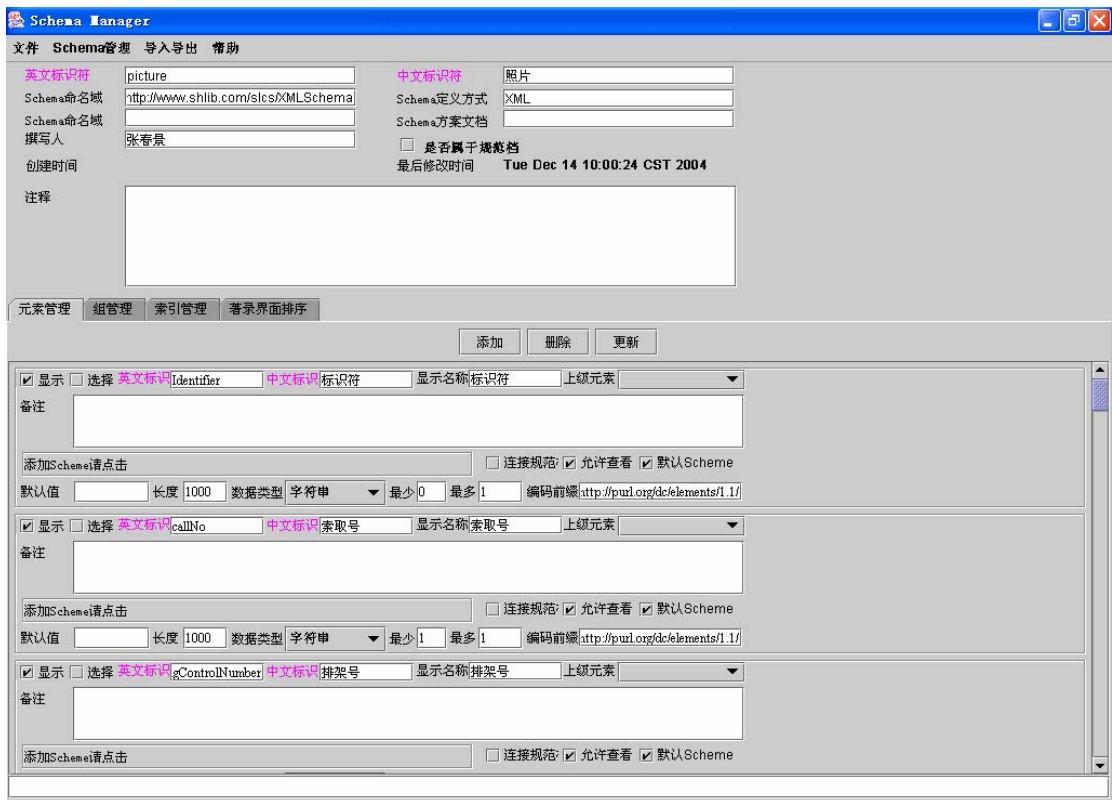 Schema Manager
文件 Schema管理 导入导出 帮助
英文标识符 picture 中文标识符 照片
Schema命名域 http://www.shlib.com/slcs/XMLSchema Schema定义方式 XML
Schema命名域 Schema方案文档
撰写人 张春景 是否属于规范档
创建时间 最后修改时间 Tue Dec 14 10:00:24 CST 2004
注释
元素管理 组管理 索引管理 著录界面排序
添加 删除 更新
显示 选择 英文标识 Identifier 中文标识 标识符 显示名称 标识符 上级元素
备注
添加Scheme请点击 连接规范 允许查看 默认Scheme
默认值 长度 1000 数据类型 字符串 最少 0 最多 1 编码前缀 http://purl.org/dc/elements/1.1/
显示 选择 英文标识 callNo 中文标识 索取号 显示名称 索取号 上级元素
备注
添加Scheme请点击 连接规范 允许查看 默认Scheme
默认值 长度 1000 数据类型 字符串 最少 1 最多 1 编码前缀 http://purl.org/dc/elements/1.1/
显示 选择 英文标识 gControlNumber 中文标识 排架号 显示名称 排架号 上级元素
备注
添加Scheme请点击 连接规范 允许查看 默认Scheme